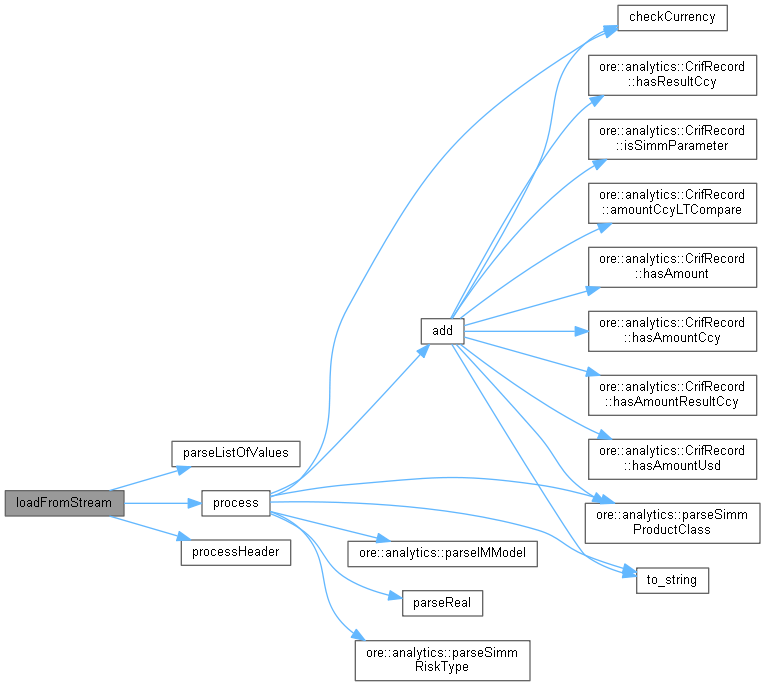 checkCurrency
ore::analytics::CrifRecord
::hasResultCcy
ore::analytics::CrifRecord
::isSimmParameter
ore::analytics::CrifRecord
::amountCcyLTCompare
ore::analytics::CrifRecord
::hasAmount
add
ore::analytics::CrifRecord
::hasAmountCcy
ore::analytics::CrifRecord
::hasAmountResultCcy
parseListOfValues
ore::analytics::CrifRecord
::hasAmountUsd
loadFromStream
process
ore::analytics::parseSimm
ProductClass
processHeader
ore::analytics::parseIMModel
to_string
parseReal
ore::analytics::parseSimm
RiskType